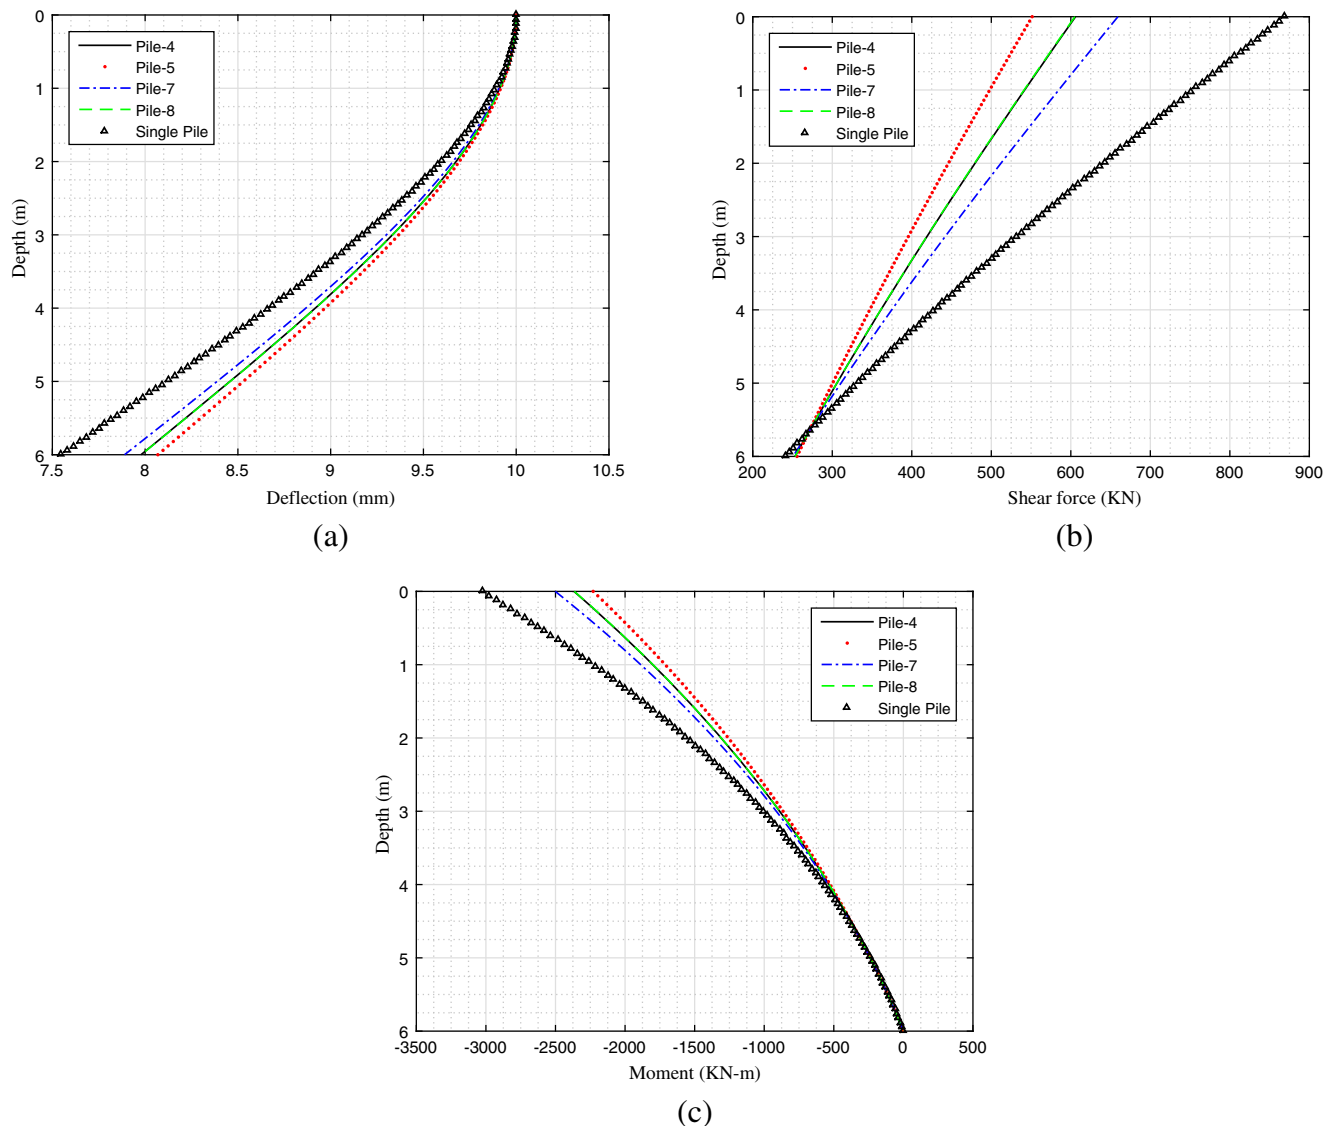 0
1
2
3
4
5
6
Depth (m)
Pile-4
Pile-5
Pile-7
Pile-8
Single Pile
7.5 8 8.5 9 9.5 10 10.5
Deflection (mm)
(a)
0
1
2
3
4
5
6
Depth (m)
Pile-4
Pile-5
Pile-7
Pile-8
Single Pile
200 300 400 500 600 700 800 900
Shear force (KN)
(b)
0
1
2
3
4
5
6
Depth (m)
Pile-4
Pile-5
Pile-7
Pile-8
Single Pile
-3500 -3000 -2500 -2000 -1500 -1000 -500 0 500
Moment (KN-m)
(c)